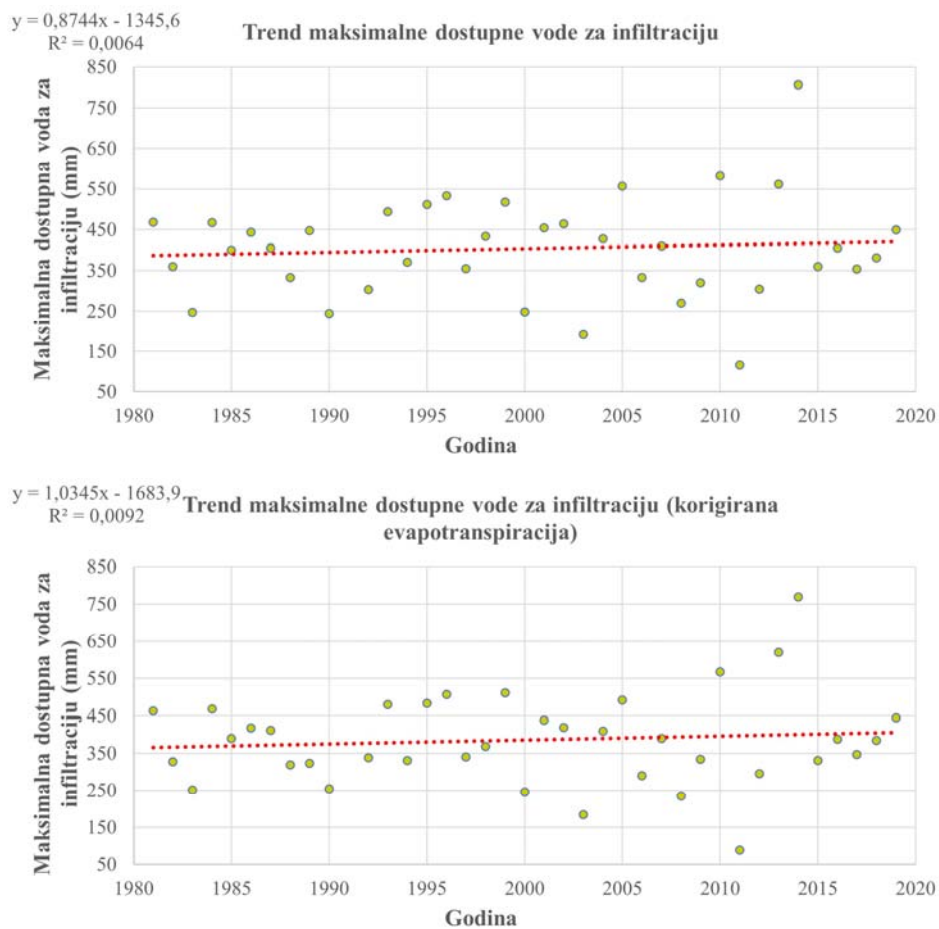 y = 0,8744x - 1345,6
R² = 0,0064
Trend maksimalne dostupne vode za infiltraciju
Maksimalna dostupna voda za
infiltraciju (mm)
850
750
650
550
450
350
250
150
50
1980 1985 1990 1995 2000 2005 2010 2015 2020
Godina
y = 1,0345x - 1683,9
R² = 0,0092
Trend maksimalne dostupne vode za infiltraciju (korigirana
evapotranspiracija)
Maksimalna dostupna voda za
infiltraciju (mm)
850
750
650
550
450
350
250
150
50
1980 1985 1990 1995 2000 2005 2010 2015 2020
Godina